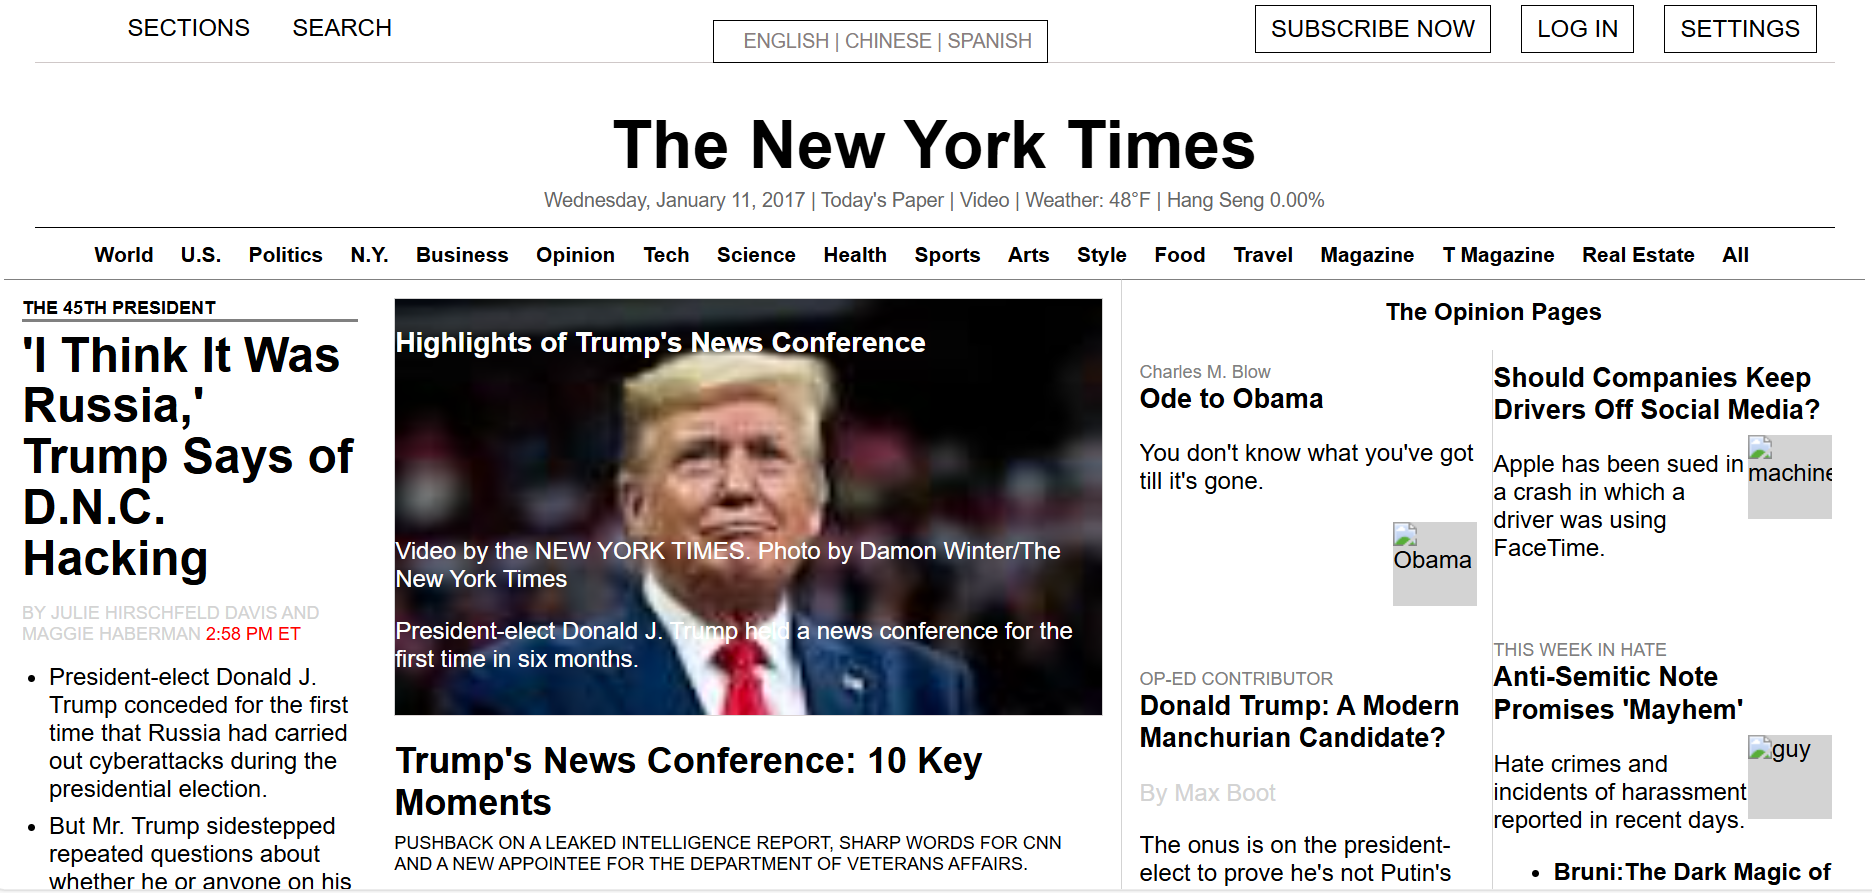 SECTIONS SEARCH
ENGLISH | CHINESE | SPANISH
SUBSCRIBE NOW LOG IN SETTINGS
The New York Times
Wednesday, January 11, 2017 | Today's Paper | Video | Weather: 48°F | Hang Seng 0.00%
World U.S. Politics N.Y. Business Opinion Tech Science Health Sports Arts Style Food Travel Magazine T Magazine Real Estate All
THE 45TH PRESIDENT
'I Think It Was
Russia,'
Trump Says of
D.N.C.
Hacking
BY JULIE HIRSCHFELD DAVIS AND
MAGGIE HABERMAN 2:58 PM ET
• President-elect Donald J.
Trump conceded for the first
time that Russia had carried
out cyberattacks during the
presidential election.
• But Mr. Trump sidestepped
repeated questions about
whether he or anyone on his
Highlights of Trump's News Conference
Video by the NEW YORK TIMES. Photo by Damon Winter/The
New York Times
President-elect Donald J. Trump held a news conference for the
first time in six months.
Trump's News Conference: 10 Key
Moments
PUSHBACK ON A LEAKED INTELLIGENCE REPORT, SHARP WORDS FOR CNN
AND A NEW APPOINTEE FOR THE DEPARTMENT OF VETERANS AFFAIRS.
The Opinion Pages
Charles M. Blow
Ode to Obama
You don't know what you've got
till it's gone.
Obama
OP-ED CONTRIBUTOR
Donald Trump: A Modern
Manchurian Candidate?
By Max Boot
The onus is on the president-
elect to prove he's not Putin's
Should Companies Keep
Drivers Off Social Media?
machine
Apple has been sued in
a crash in which a
driver was using
FaceTime.
THIS WEEK IN HATE
Anti-Semitic Note
Promises 'Mayhem'
guy
Hate crimes and
incidents of harassment
reported in recent days.
• Bruni:The Dark Magic of